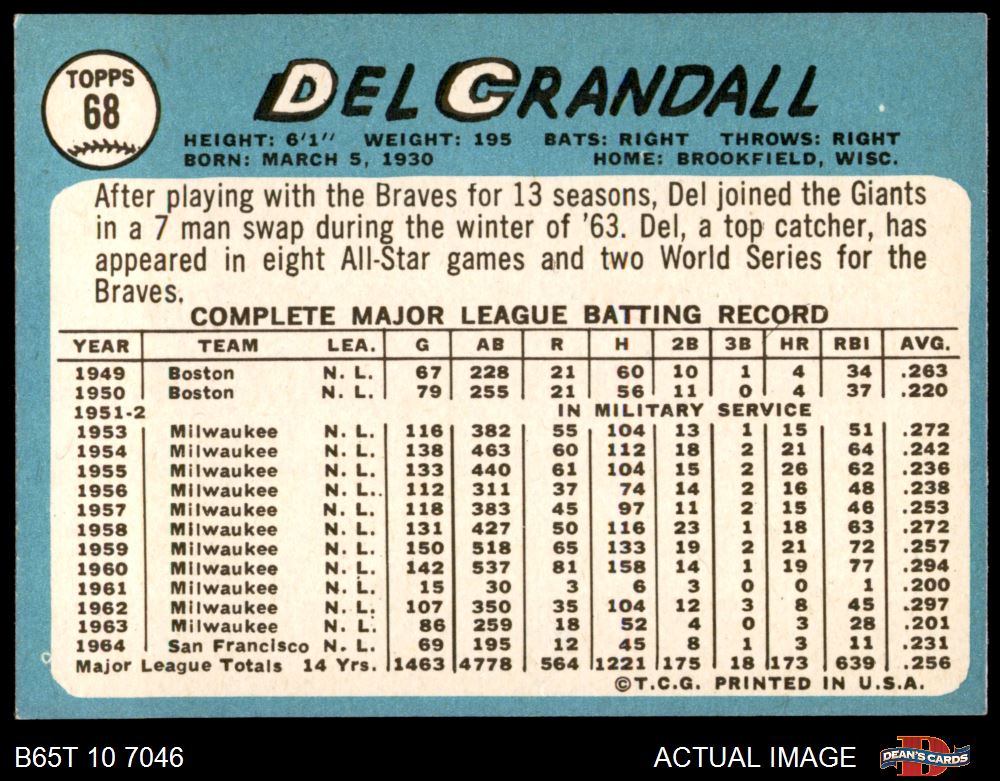 TOPPS
68
DEL CRANDALL
HEIGHT: 6'1" WEIGHT: 195 BATS: RIGHT THROWS: RIGHT
BORN: MARCH 5, 1930 HOME: BROOKFIELD, WISC.
After playing with the Braves for 13 seasons, Del joined the Giants
in a 7 man swap during the winter of '63. Del, a top catcher, has
appeared in eight All-Star games and two World Series for the
Braves.
COMPLETE MAJOR LEAGUE BATTING RECORD
YEAR TEAM LEA. G AB R H 2B 3B HR RBI AVG.
1949 Boston N. L. 67 228 21 60 10 1 4 34 .263
1950 Boston N. L. 79 255 21 56 11 0 4 37 .220
1951-2 IN MILITARY SERVICE
1953 Milwaukee N. L. 116 382 55 104 13 1 15 51 .272
1954 Milwaukee N. L. 138 463 60 112 18 2 21 64 .242
1955 Milwaukee N. L. 133 440 61 104 15 2 26 62 .236
1956 Milwaukee N. L.. 112 311 37 74 14 2 16 48 .238
1957 Milwaukee N. L. 118 383 45 97 11 2 15 46 .253
1958 Milwaukee N. L. 131 427 50 116 23 1 18 63 .272
1959 Milwaukee N. L. 150 518 65 133 19 2 21 72 .257
1960 Milwaukee N. L. 142 537 81 158 14 1 19 77 .294
1961 Milwaukee N. L. 15 30 3 6 3 0 0 1 .200
1962 Milwaukee N. L. 107 350 35 104 12 3 8 45 .297
1963 Milwaukee N. L. 86 259 18 52 4 0 3 28 .201
1964 San Francisco N. L. 69 195 12 45 8 1 3 11 .231
Major League Totals 14 Yrs. 1463 4778 564 1221 175 18 173 639 .256
©T.C.G. PRINTED IN U.S.A.
B65T 10 7046 ACTUAL IMAGE
D
DEAN'S CARDS